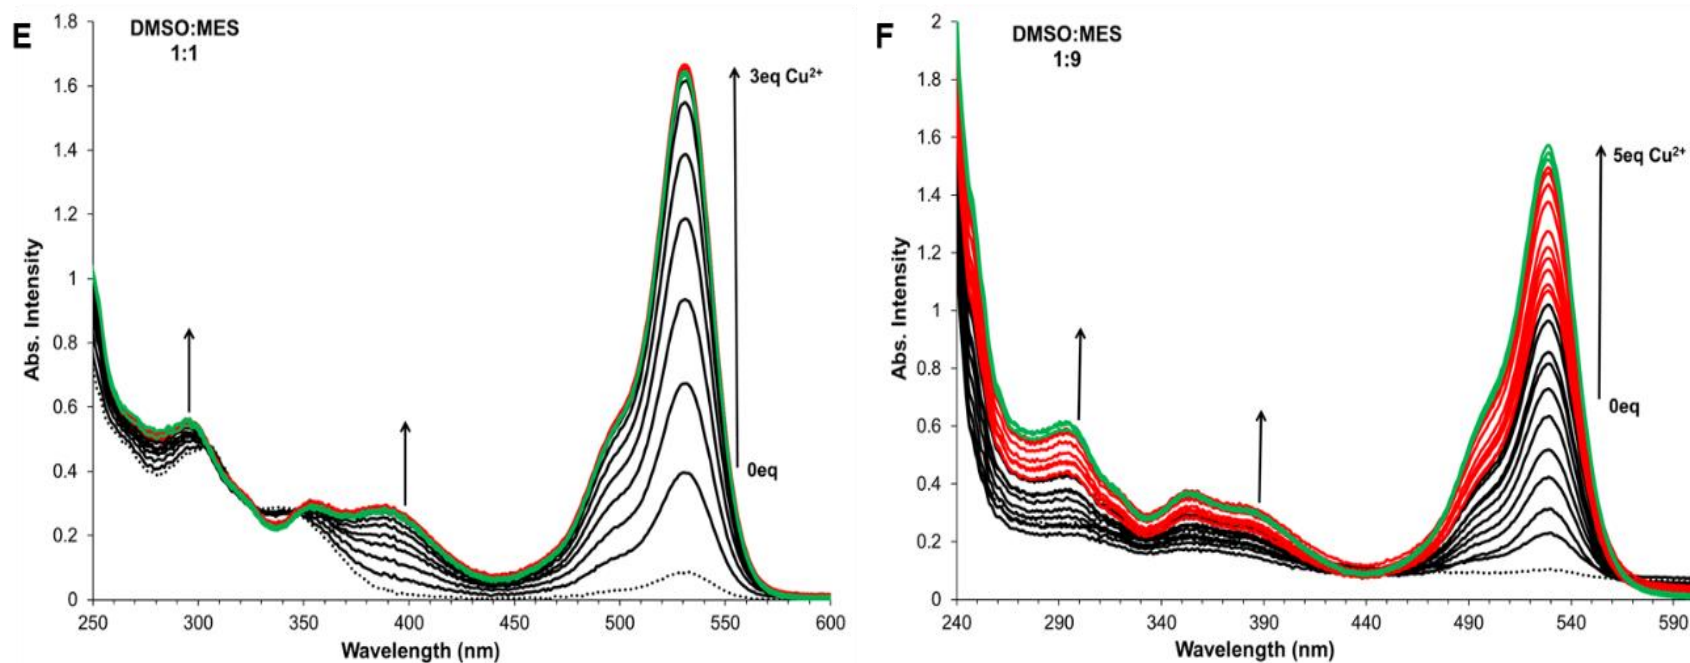 E
DMSO:MES
1:1
1.8
1.6
1.4
1.2
1
0.8
0.6
0.4
0.2
0
Abs. Intensity
3eq Cu²⁺
0eq
250 300 350 400 450 500 550 600
Wavelength (nm)
F
DMSO:MES
1:9
2
1.8
1.6
1.4
1.2
1
0.8
0.6
0.4
0.2
0
Abs. Intensity
5eq Cu²⁺
0eq
240 290 340 390 440 490 540 590
Wavelength (nm)